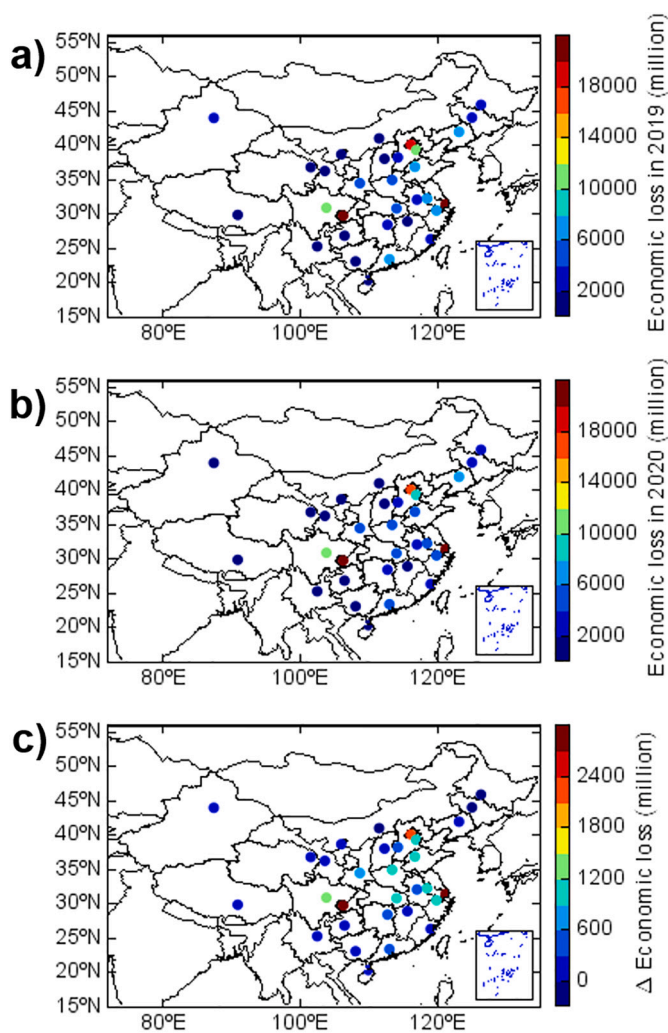 a)
55ºN
50ºN
45ºN
40ºN
35ºN
30ºN
25ºN
20ºN
15ºN
80ºE 100ºE 120ºE
18000
14000
10000
6000
2000
Economic loss in 2019 (million)
b)
55ºN
50ºN
45ºN
40ºN
35ºN
30ºN
25ºN
20ºN
15ºN
80ºE 100ºE 120ºE
18000
14000
10000
6000
2000
Economic loss in 2020 (million)
c)
55ºN
50ºN
45ºN
40ºN
35ºN
30ºN
25ºN
20ºN
15ºN
80ºE 100ºE 120ºE
2400
1800
1200
600
0
Δ Economic loss (million)